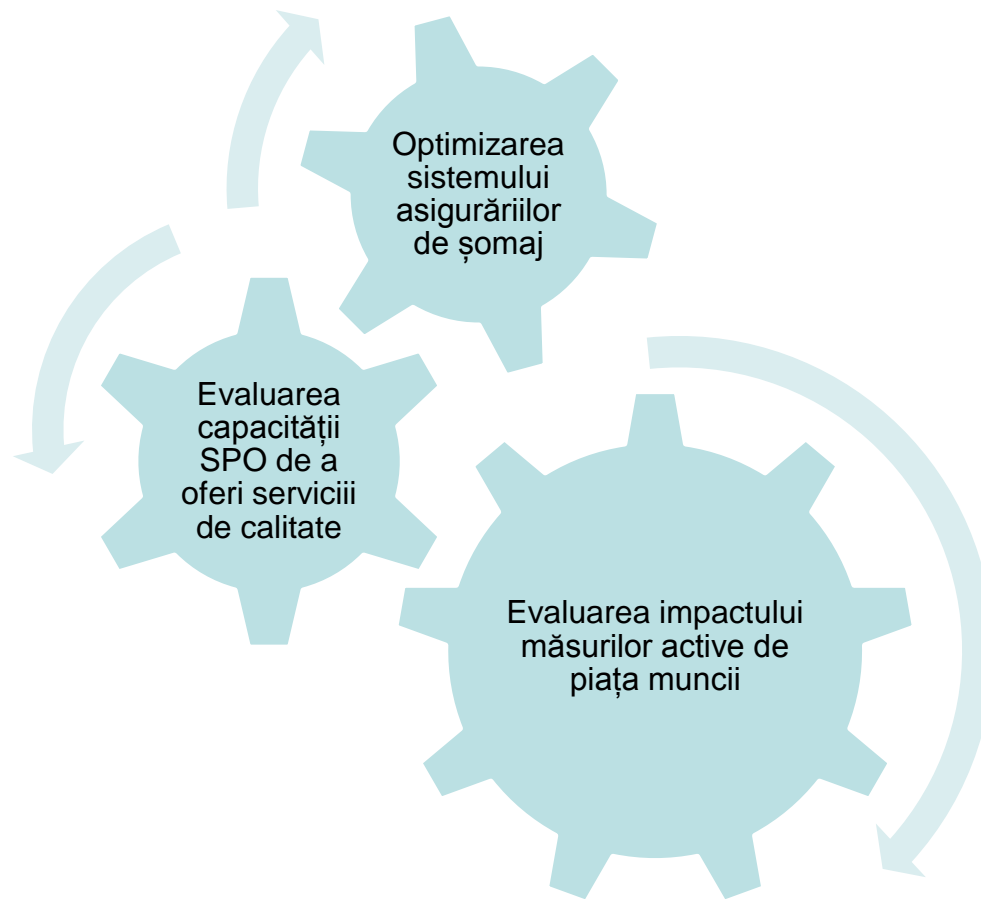 Optimizarea
sistemului
asigurăriilor
de șomaj
Evaluarea
capacității
SPO de a
oferi serviciii
de calitate
Evaluarea impactului
măsurilor active de
piața muncii